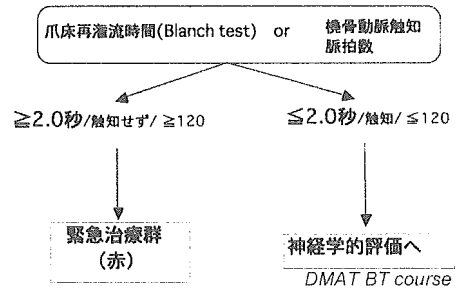 爪床再灌流時間(Blanch test) or 橈骨動脈触知
脈拍数
≧2.0秒/触知せず/ ≧120
≦2.0秒/触知/ ≦120
緊急治療群
(赤)
神経学的評価へ
DMAT BT course